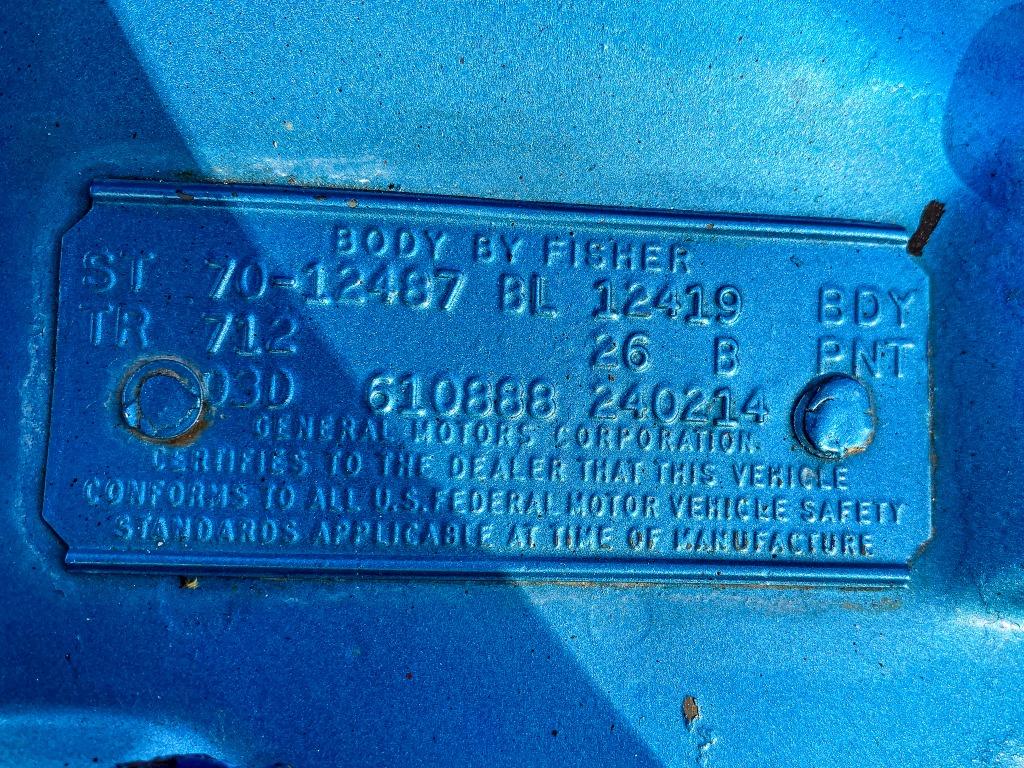 BODY BY FISHER
ST 70-12487 BL 12419 BDY
TR 712 26 B PNT
03D 610888 240214
GENERAL MOTORS CORPORATION
CERTIFIES TO THE DEALER THAT THIS VEHICLE
CONFORMS TO ALL U.S. FEDERAL MOTOR VEHICLE SAFETY
STANDARDS APPLICABLE AT TIME OF MANUFACTURE